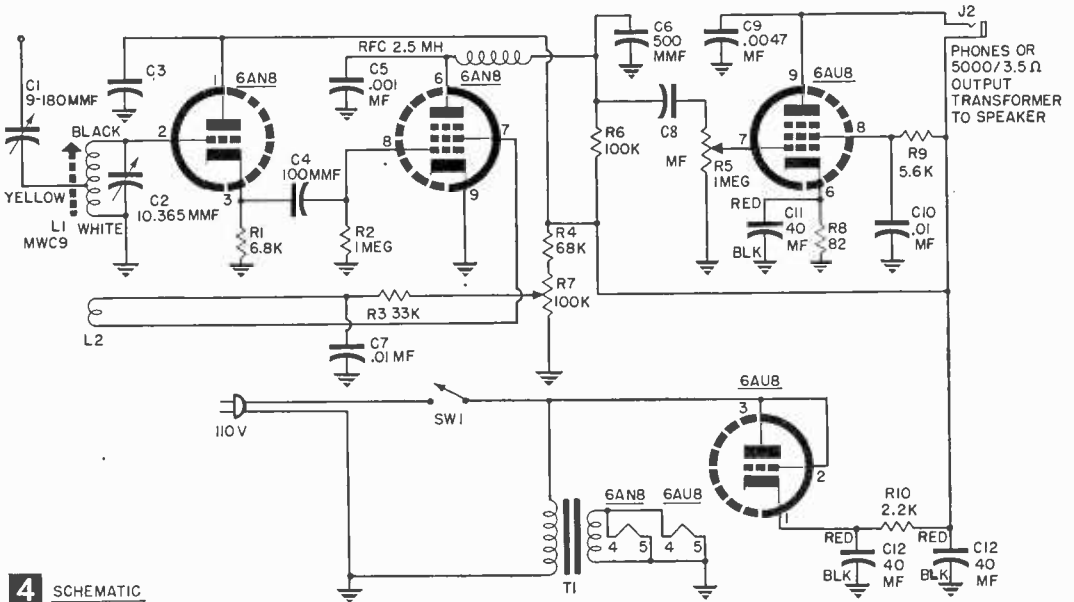 C1
9-180MMF
YELLOW
L1
MWC9
BLACK
WHITE
C2
10.365MMF
C3
1
6AN8
2
3
R1
6.8K
C4
100MMF
R2
1MEG
RFC 2.5 MH
C5
.001
MF
6
6AN8
8
7
9
C6
500
MMF
R6
100K
C8
MF
R5
1MEG
C9
.0047
MF
9
6AU8
7
8
6
RED
C11
40
MF
BLK
R8
82
R9
5.6K
C10
.01
MF
J2
PHONES OR
5000/3.5 Ω
OUTPUT
TRANSFORMER
TO SPEAKER
R4
68K
R7
100K
R3 33K
C7
.01 MF
L2
110V
SW1
T1
6AN8
6AU8
4
5
4
5
6AU8
3
2
1
R10
2.2K
RED
C12
40
MF
BLK
RED
C12
40
MF
BLK
4 SCHEMATIC